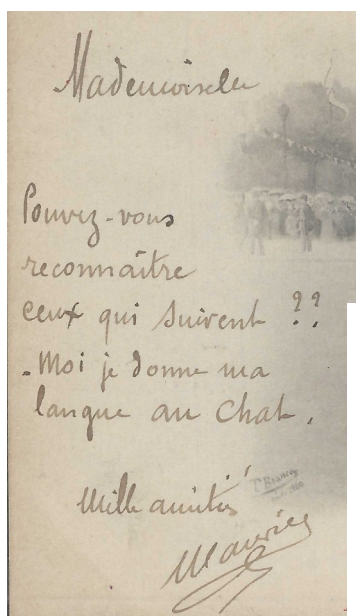 Mademoiselle
Pouvez-vous
reconnaître
ceux qui suivent ??
. Moi je donne ma
langue au Chat.
Mille amitiés
Maurice